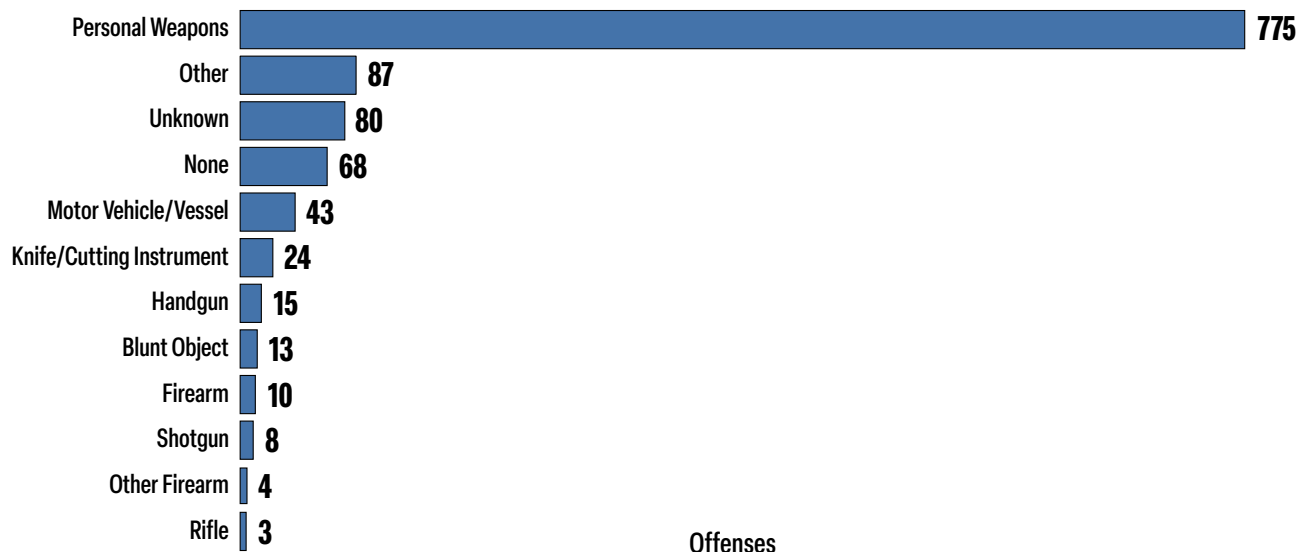 Personal Weapons 775
Other 87
Unknown 80
None 68
Motor Vehicle/Vessel 43
Knife/Cutting Instrument 24
Handgun 15
Blunt Object 13
Firearm 10
Shotgun 8
Other Firearm 4
Rifle 3
Offenses